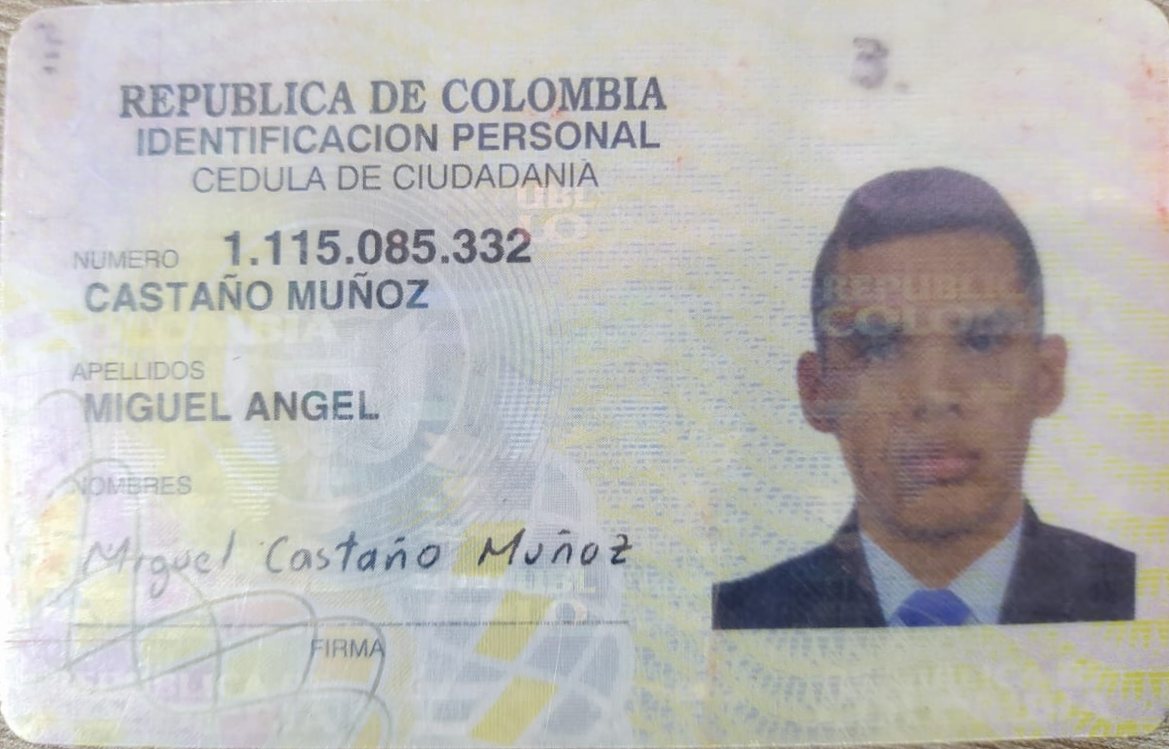 3.
REPUBLICA DE COLOMBIA
IDENTIFICACION PERSONAL
CEDULA DE CIUDADANIA
NUMERO 1.115.085.332
CASTAÑO MUÑOZ
APELLIDOS
MIGUEL ANGEL
NOMBRES
Miguel Castaño Muñoz
FIRMA